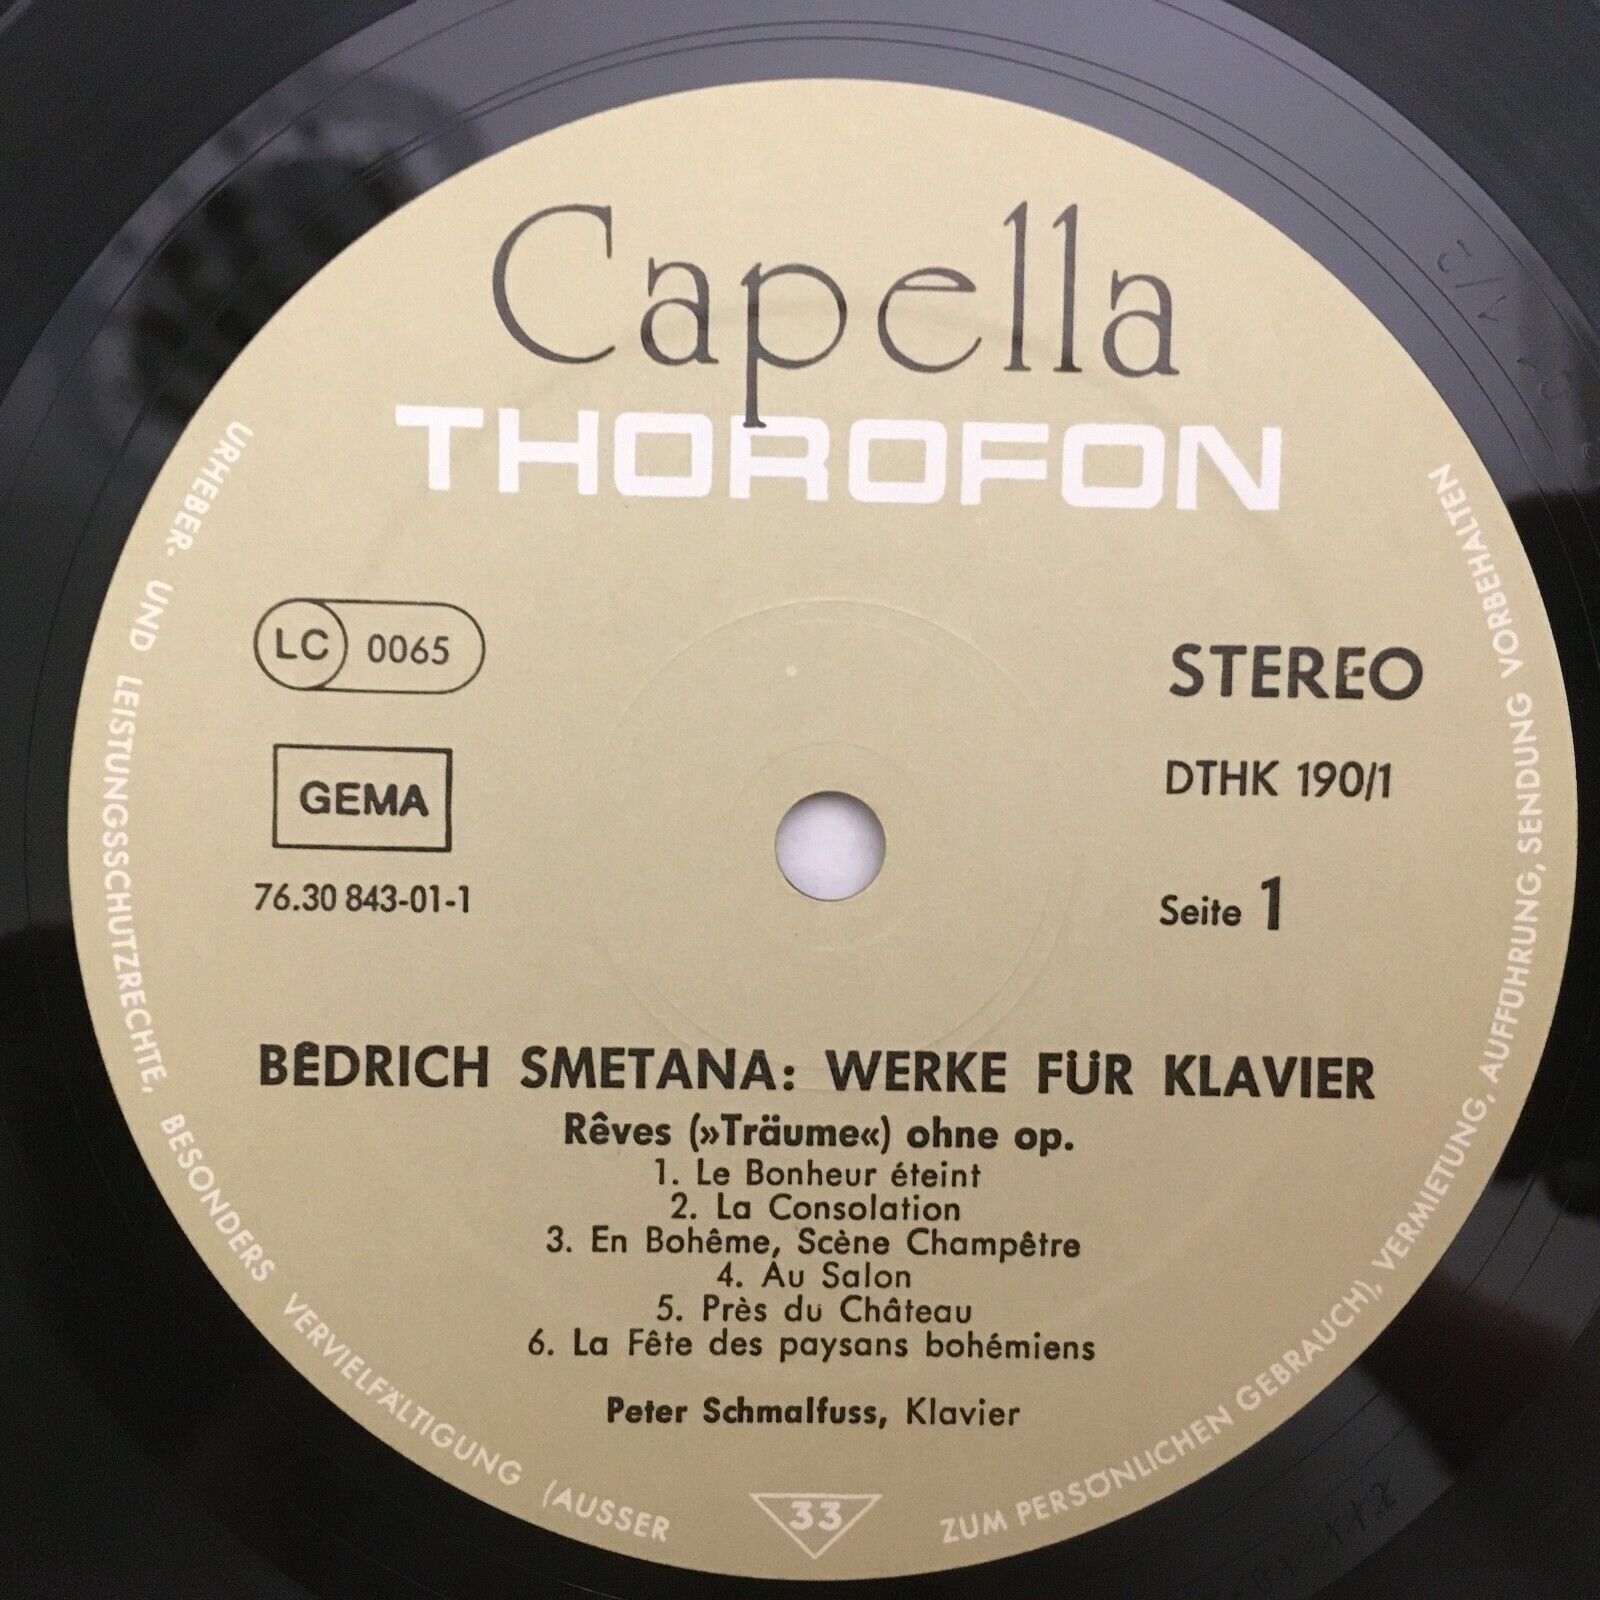 Capella
THOROFON
LC 0065
STEREO
GEMA
DTHK 190/1
76.30 843-01-1
Seite 1
BÊDRICH SMETANA: WERKE FÜR KLAVIER
Rêves (»Träume«) ohne op.
1. Le Bonheur éteint
2. La Consolation
3. En Bohême, Scène Champêtre
4. Au Salon
5. Près du Château
6. La Fête des paysans bohémiens
Peter Schmalfuss, Klavier
33
URHEBER- UND LEISTUNGSSCHUTZRECHTE, BESONDERS VERVIELFÄLTIGUNG (AUSSER ZUM PERSÖNLICHEN GEBRAUCH), VERMIETUNG, AUFFÜHRUNG, SENDUNG VORBEHALTEN